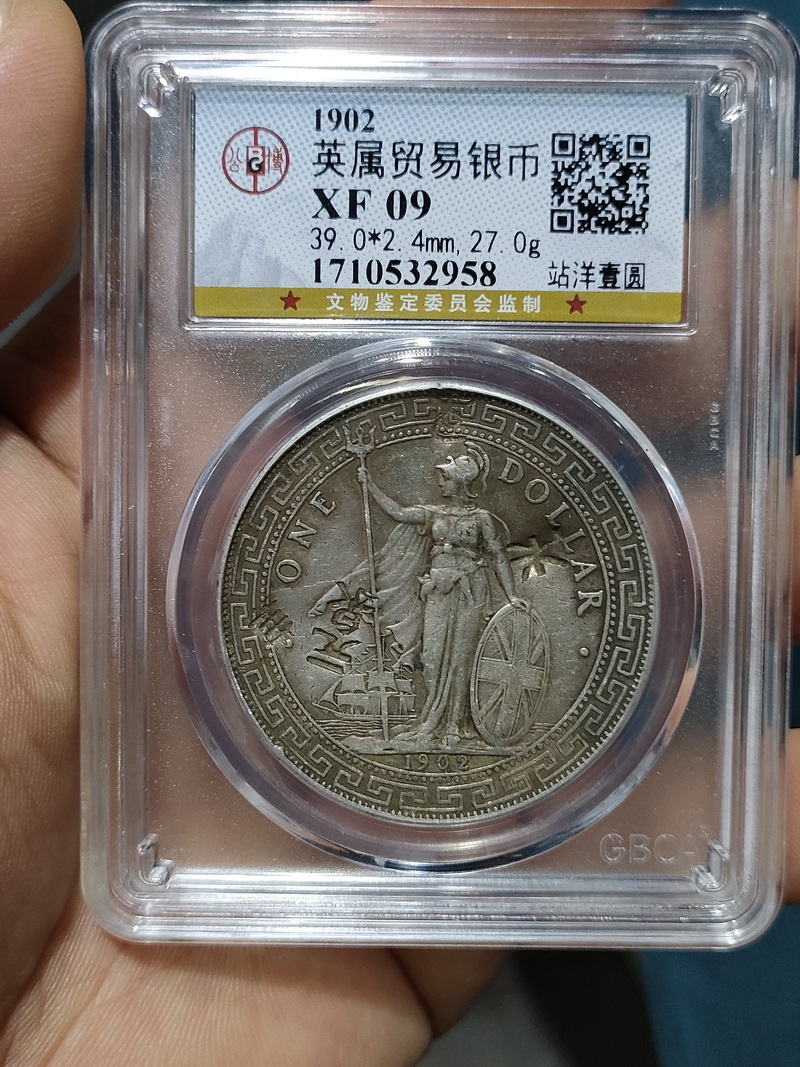 1902
英属贸易银币
XF 09
39.0*2.4mm, 27.0g
1710532958
站洋壹圆
文物鉴定委员会监制
ONE DOLLAR
1902
GBCA